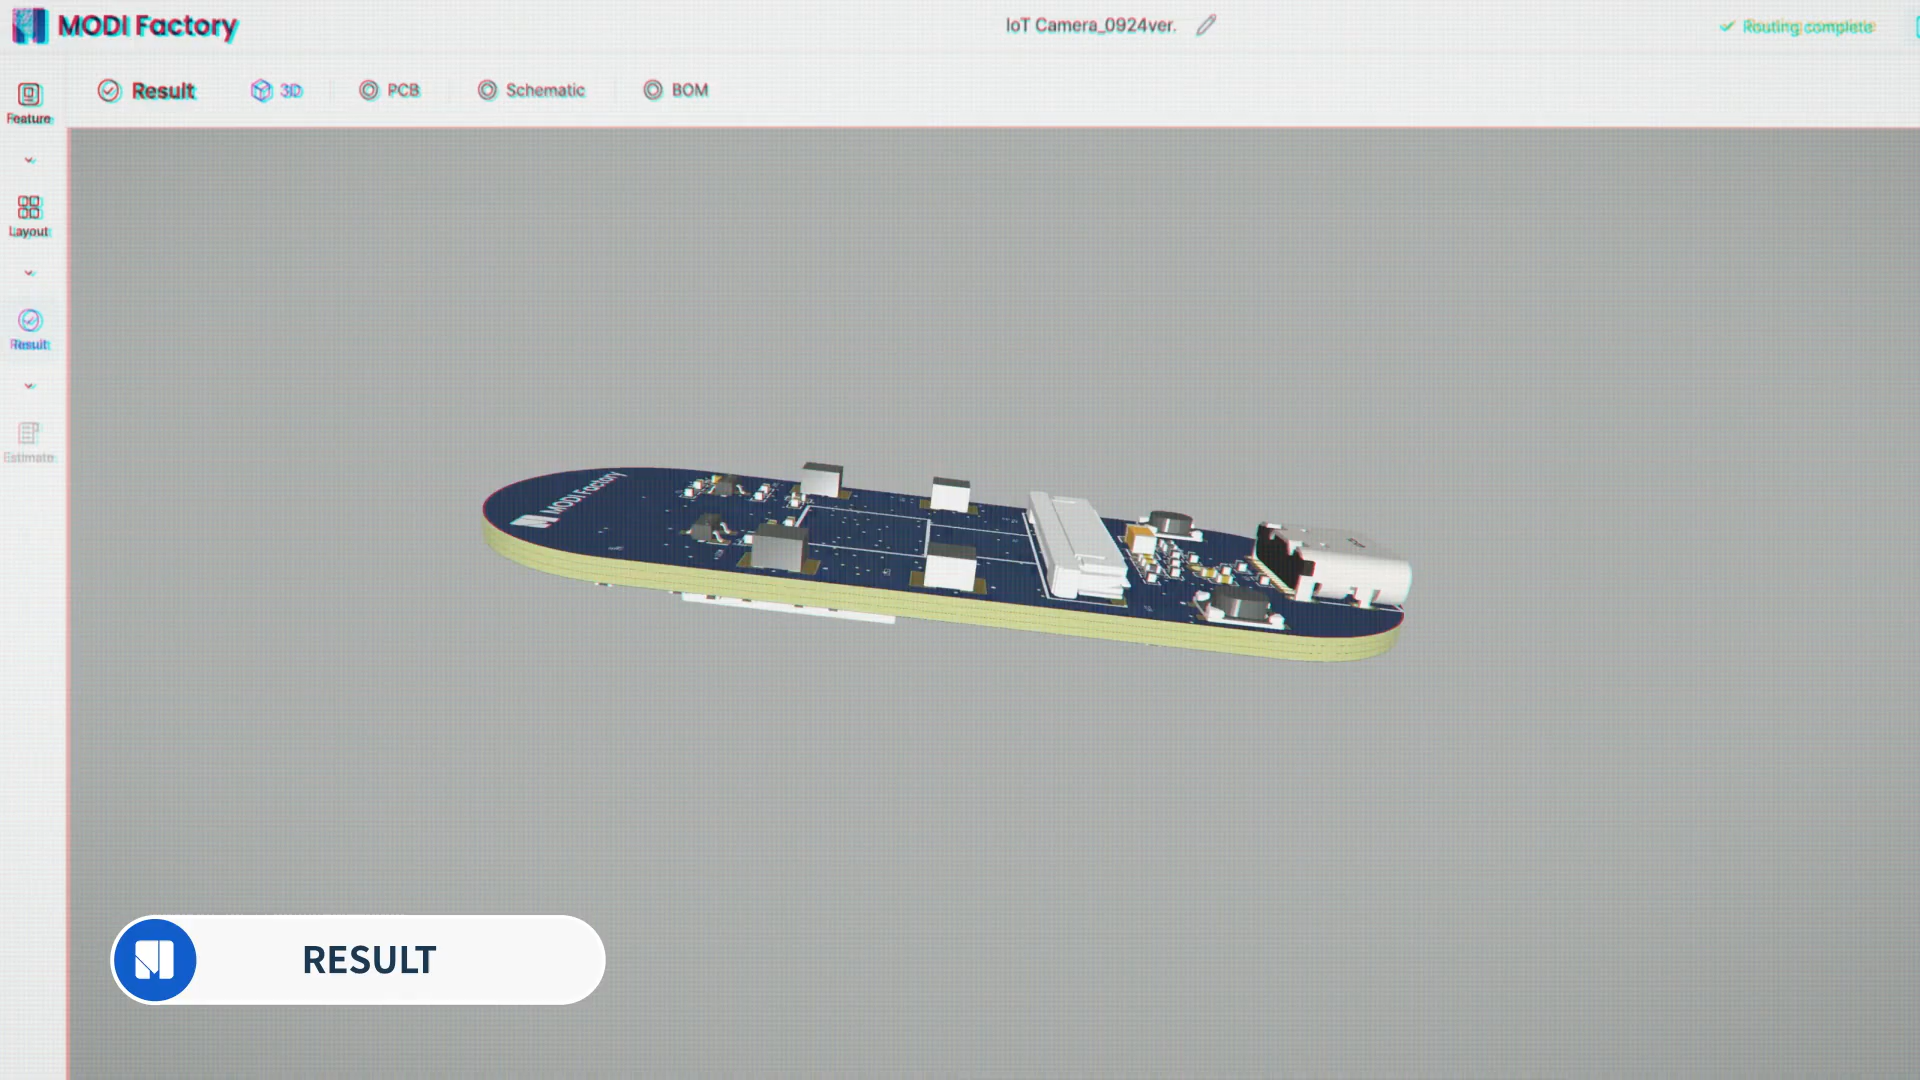 MODI Factory
IoT Camera_0924ver.
Routing complete
Result
3D
PCB
Schematic
BOM
Feature
Layout
Result
Estimate
MODI Factory
RESULT